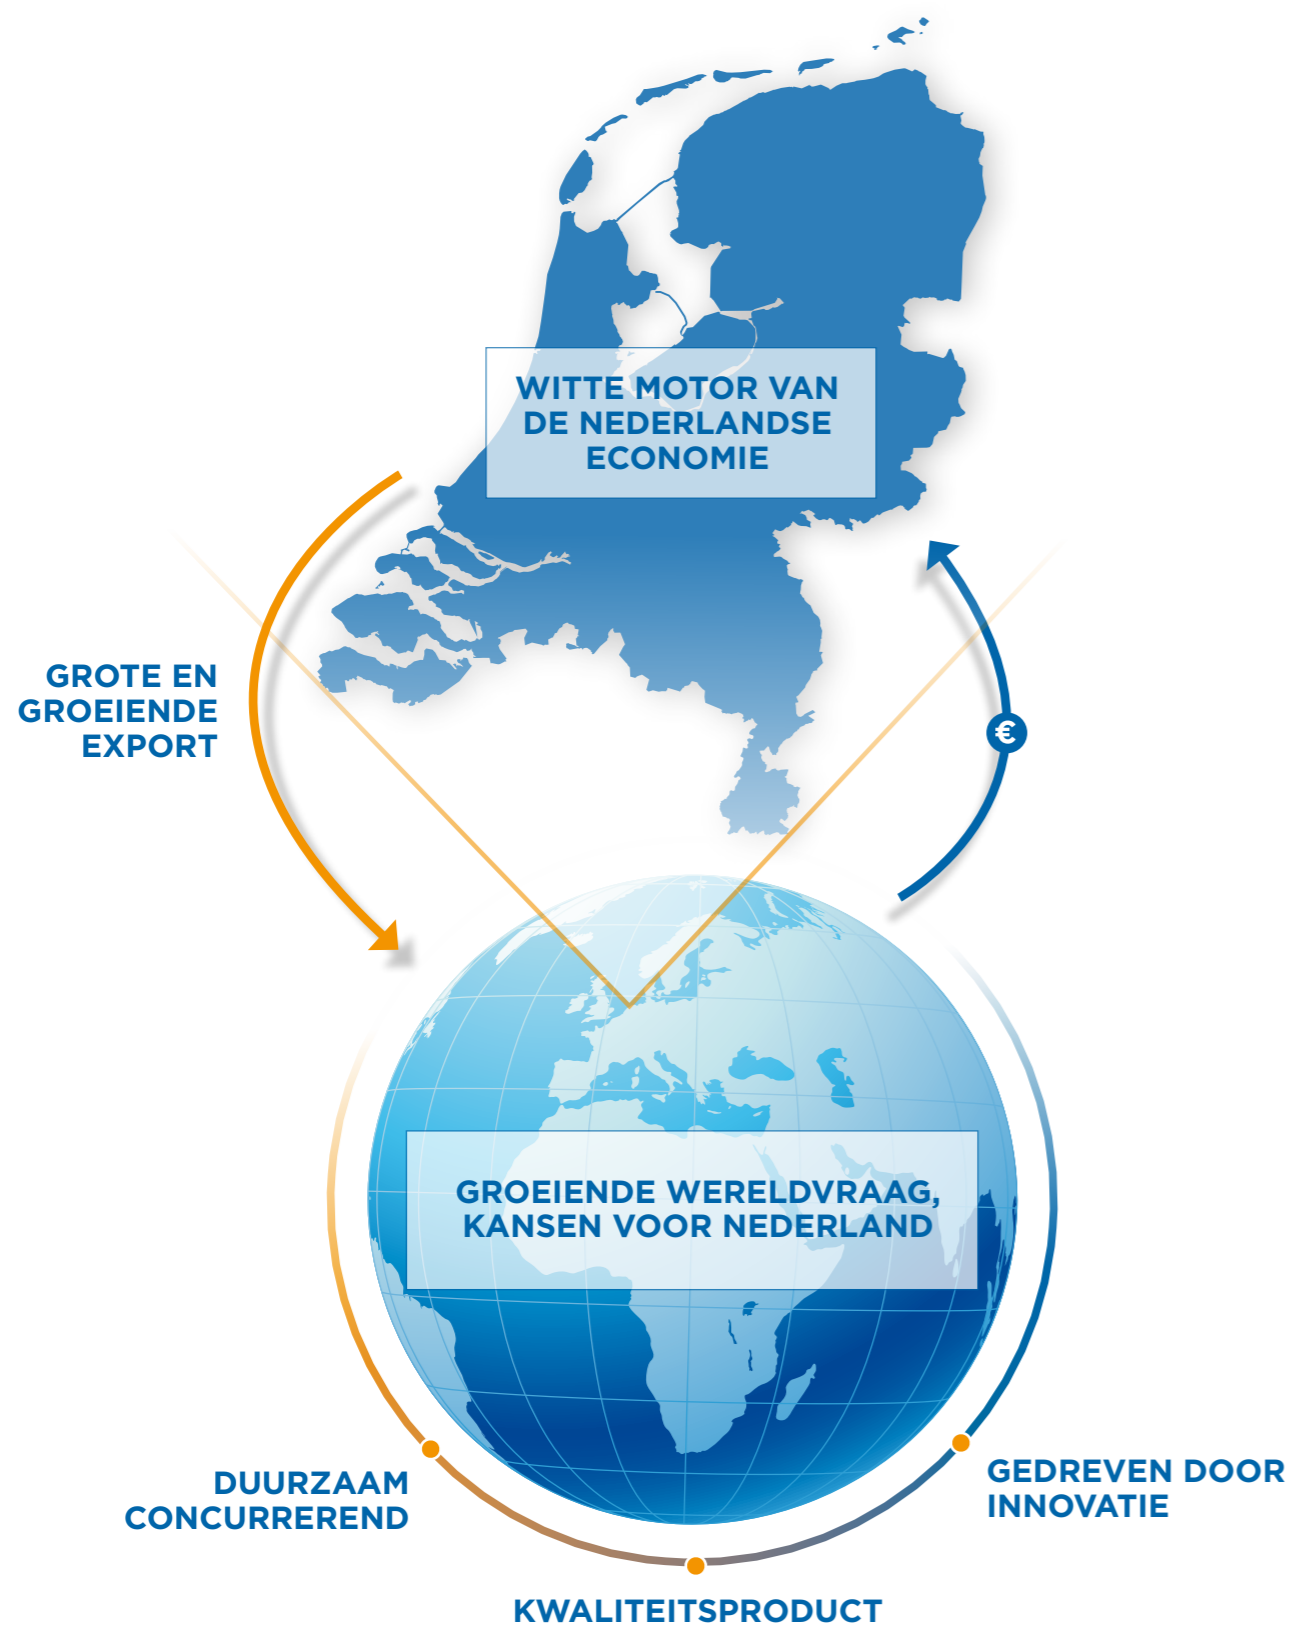 WITTE MOTOR VAN
DE NEDERLANDSE
ECONOMIE
GROTE EN
GROEIENDE
EXPORT
€
GROEIENDE WERELDVRAAG,
KANSEN VOOR NEDERLAND
DUURZAAM
CONCURREREND
GEDREVEN DOOR
INNOVATIE
KWALITEITSPRODUCT